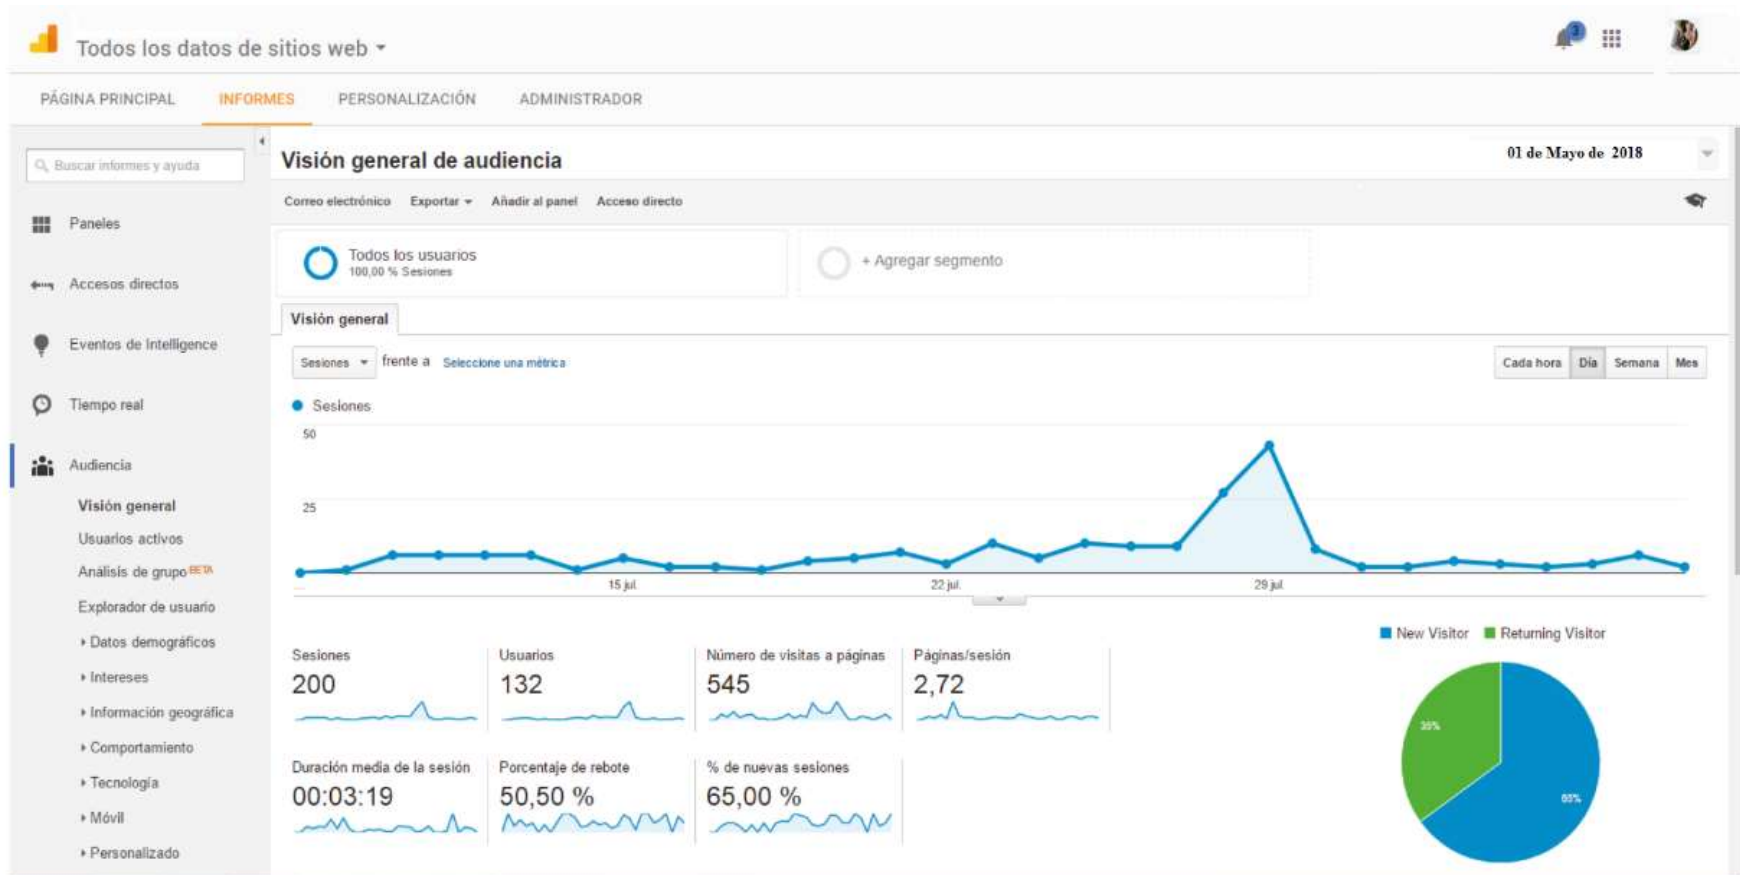 Todos los datos de sitios web
3
PÁGINA PRINCIPAL INFORMES PERSONALIZACIÓN ADMINISTRADOR
Buscar informes y ayuda
Paneles
Accesos directos
Eventos de Intelligence
Tiempo real
Audiencia
Visión general
Usuarios activos
Análisis de grupo BETA
Explorador de usuario
Datos demográficos
Intereses
Información geográfica
Comportamiento
Tecnología
Móvil
Personalizado
Visión general de audiencia
01 de Mayo de 2018
Correo electrónico Exportar Añadir al panel Acceso directo
Todos los usuarios
100,00 % Sesiones
+ Agregar segmento
Visión general
Sesiones frente a Seleccione una métrica
Cada hora Día Semana Mes
Sesiones
50
25
15 jul. 22 jul. 29 jul.
Sesiones
200
Usuarios
132
Número de visitas a páginas
545
Páginas/sesión
2,72
Duración media de la sesión
00:03:19
Porcentaje de rebote
50,50 %
% de nuevas sesiones
65,00 %
New Visitor Returning Visitor
35%
65%